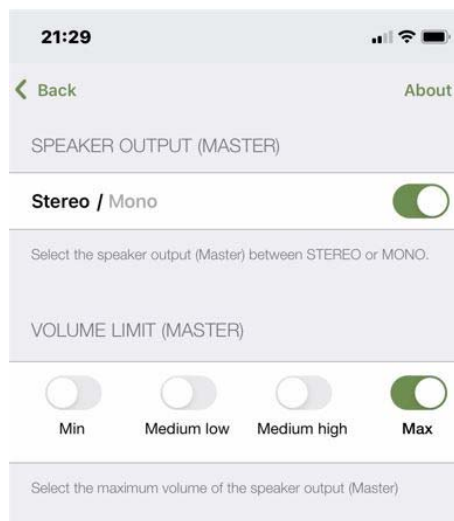 21:29
Back
About
SPEAKER OUTPUT (MASTER)
Stereo / Mono
Select the speaker output (Master) between STEREO or MONO.
VOLUME LIMIT (MASTER)
Min Medium low Medium high Max
Select the maximum volume of the speaker output (Master)